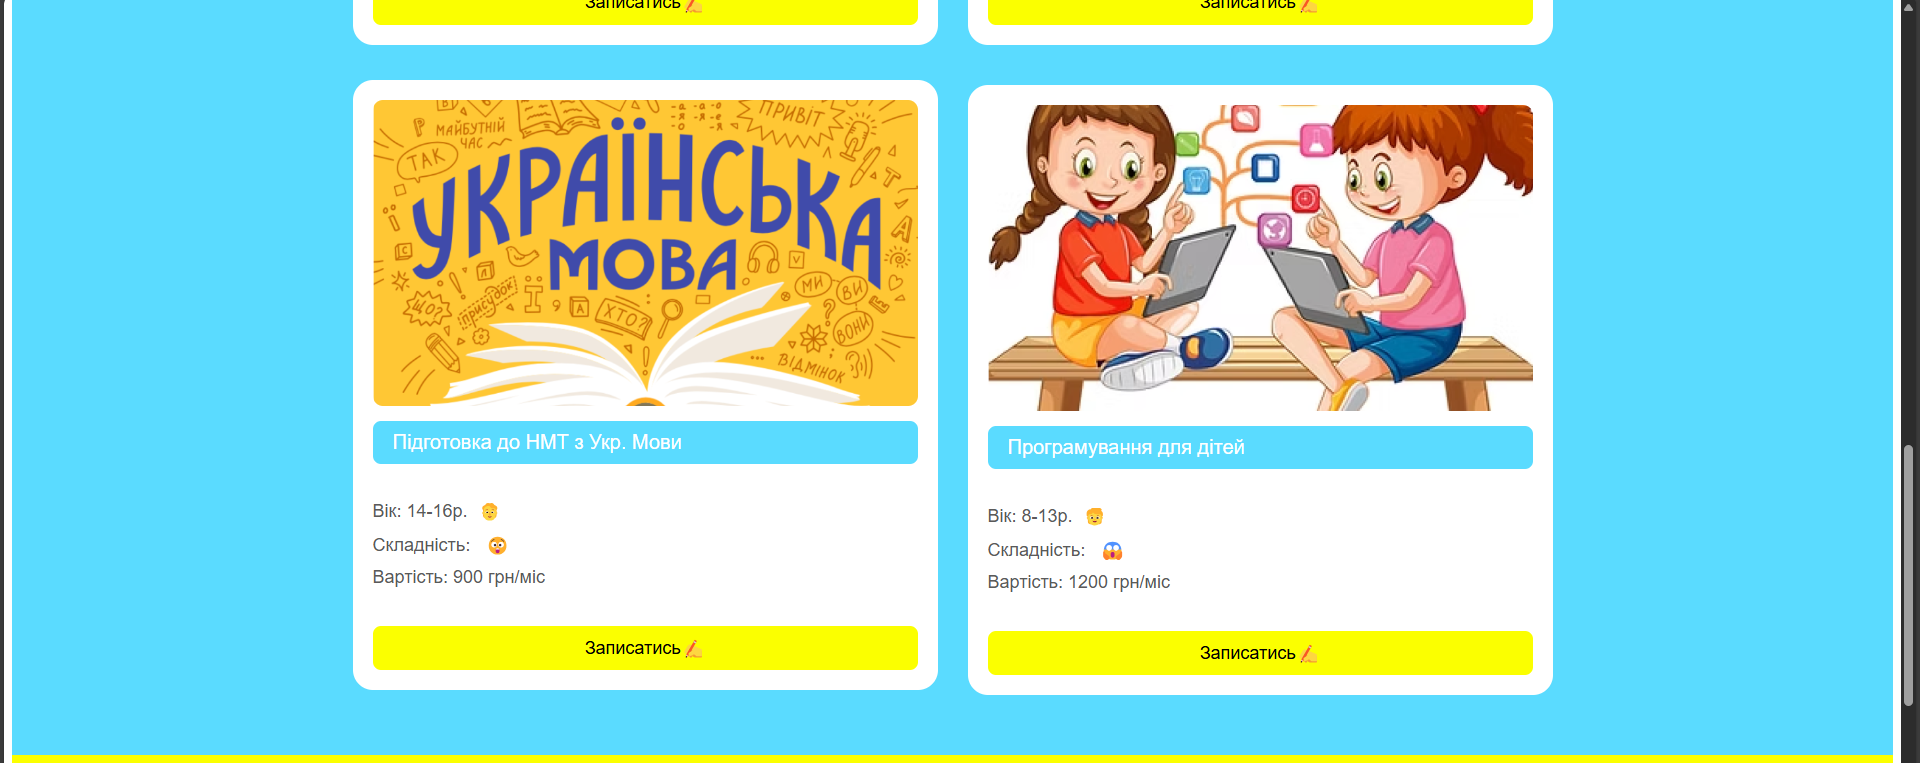 Записатись✍
Записатись✍
ПРИВІТ
МАЙБУТНІЙ
ЧАС
ТАК
УКРАЇНСЬКА
МОВА
МИ
ВИ
ЩО?
присудок
Ї
ХТО?
ВОНИ
ВІДМІНОК
Підготовка до НМТ з Укр. Мови
Вік: 14-16р. 👦
Складність: 😲
Вартість: 900 грн/міс
Записатись✍
Програмування для дітей
Вік: 8-13р. 👦
Складність: 😱
Вартість: 1200 грн/міс
Записатись✍